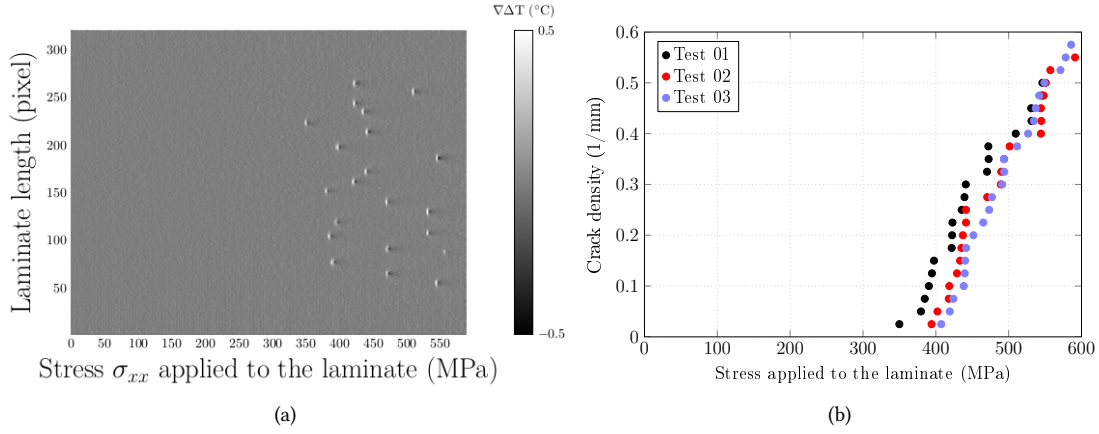 ∇ΔT (°C)
0.5
−0.5
Laminate length (pixel)
300
250
200
150
100
50
0 50 100 150 200 250 300 350 400 450 500 550
Stress σxx applied to the laminate (MPa)
(a)
Crack density (1/mm)
0.6
0.5
0.4
0.3
0.2
0.1
0
Test 01
Test 02
Test 03
0 100 200 300 400 500 600
Stress applied to the laminate (MPa)
(b)